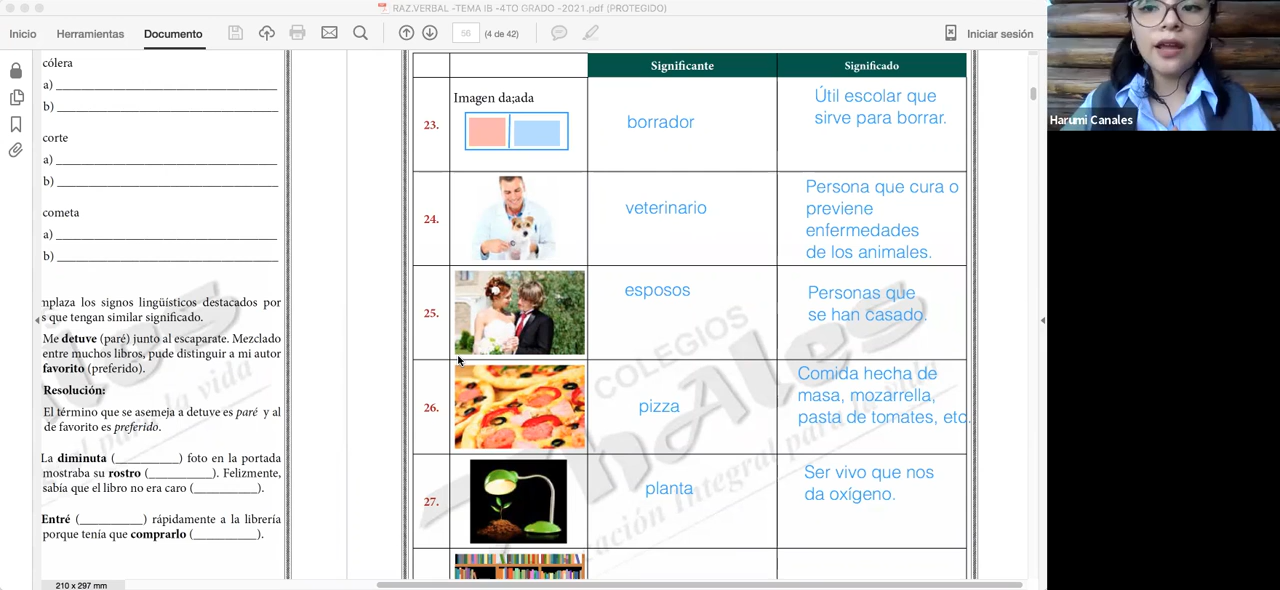 RAZ.VERBAL -TEMA IB -4TO GRADO -2021.pdf (PROTEGIDO)
Inicio
Herramientas
Documento
56
(4 de 42)
Iniciar sesión
cólera
a) ____________________
b) ____________________
corte
a) ____________________
b) ____________________
cometa
a) ____________________
b) ____________________
nplaza los signos lingüísticos destacados por
s que tengan similar significado.
Me detuve (paré) junto al escaparate. Mezclado
entre muchos libros, pude distinguir a mi autor
favorito (preferido).
Resolución:
El término que se asemeja a detuve es paré y al
de favorito es preferido.
La diminuta (__________) foto en la portada
mostraba su rostro (__________). Felizmente,
sabía que el libro no era caro (__________).
Entré (__________) rápidamente a la librería
porque tenía que comprarlo (__________).
210 x 297 mm
Significante
Significado
23.
Imagen da;ada
borrador
Útil escolar que
sirve para borrar.
24.
veterinario
Persona que cura o
previene
enfermedades
de los animales.
25.
esposos
Personas que
se han casado.
26.
pizza
Comida hecha de
masa, mozarrella,
pasta de tomates, etc.
27.
planta
Ser vivo que nos
da oxígeno.
COLEGIOS
Harumi Canales